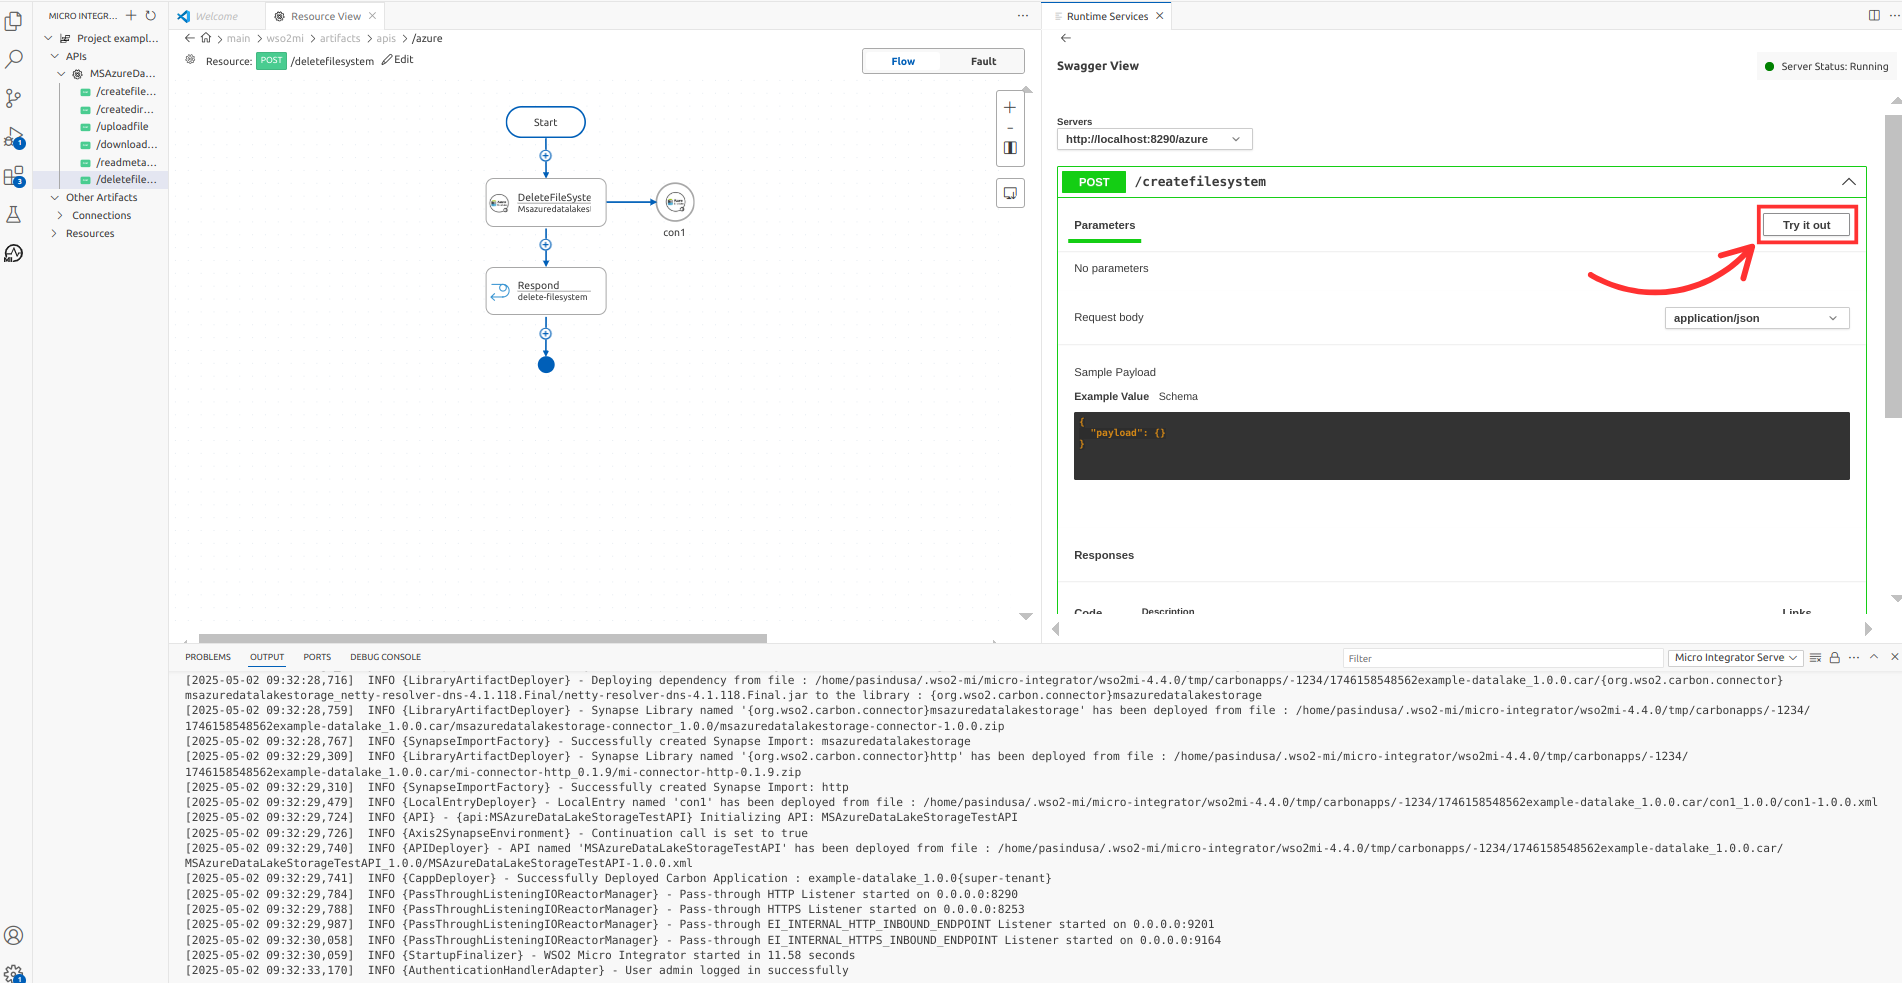 MICRO INTEGR...
Project exampl...
APIs
MSAzureDa...
/createfile...
/createdir...
/uploadfile
/download...
/readmeta...
/deletefile...
Other Artifacts
Connections
Resources
1
3
1
Welcome
Resource View
main
wso2mi
artifacts
apis
/azure
Resource: POST /deletefilesystem Edit
Flow Fault
Start
DeleteFileSyste
Msazuredatalakesi
con1
Respond
delete-filesystem
Runtime Services
Swagger View
Server Status: Running
Servers
http://localhost:8290/azure
POST /createfilesystem
Parameters
Try it out
No parameters
Request body
application/json
Sample Payload
Example Value Schema
{
"payload": {}
}
Responses
Code Description Links
PROBLEMS OUTPUT PORTS DEBUG CONSOLE
Filter
Micro Integrator Serve
[2025-05-02 09:32:28,716] INFO {LibraryArtifactDeployer} - Deploying dependency from file : /home/pasindusa/.wso2-mi/micro-integrator/wso2mi-4.4.0/tmp/carbonapps/-1234/1746158548562example-datalake_1.0.0.car/{org.wso2.carbon.connector}
msazuredatalakestorage_netty-resolver-dns-4.1.118.Final/netty-resolver-dns-4.1.118.Final.jar to the library : {org.wso2.carbon.connector}msazuredatalakestorage
[2025-05-02 09:32:28,759] INFO {LibraryArtifactDeployer} - Synapse Library named '{org.wso2.carbon.connector}msazuredatalakestorage' has been deployed from file : /home/pasindusa/.wso2-mi/micro-integrator/wso2mi-4.4.0/tmp/carbonapps/-1234/
1746158548562example-datalake_1.0.0.car/msazuredatalakestorage-connector_1.0.0/msazuredatalakestorage-connector-1.0.0.zip
[2025-05-02 09:32:28,767] INFO {SynapseImportFactory} - Successfully created Synapse Import: msazuredatalakestorage
[2025-05-02 09:32:29,309] INFO {LibraryArtifactDeployer} - Synapse Library named '{org.wso2.carbon.connector}http' has been deployed from file : /home/pasindusa/.wso2-mi/micro-integrator/wso2mi-4.4.0/tmp/carbonapps/-1234/
1746158548562example-datalake_1.0.0.car/mi-connector-http_0.1.9/mi-connector-http-0.1.9.zip
[2025-05-02 09:32:29,310] INFO {SynapseImportFactory} - Successfully created Synapse Import: http
[2025-05-02 09:32:29,479] INFO {LocalEntryDeployer} - LocalEntry named 'con1' has been deployed from file : /home/pasindusa/.wso2-mi/micro-integrator/wso2mi-4.4.0/tmp/carbonapps/-1234/1746158548562example-datalake_1.0.0.car/con1_1.0.0/con1-1.0.0.xml
[2025-05-02 09:32:29,724] INFO {API} - {api:MSAzureDataLakeStorageTestAPI} Initializing API: MSAzureDataLakeStorageTestAPI
[2025-05-02 09:32:29,726] INFO {Axis2SynapseEnvironment} - Continuation call is set to true
[2025-05-02 09:32:29,740] INFO {APIDeployer} - API named 'MSAzureDataLakeStorageTestAPI' has been deployed from file : /home/pasindusa/.wso2-mi/micro-integrator/wso2mi-4.4.0/tmp/carbonapps/-1234/1746158548562example-datalake_1.0.0.car/
MSAzureDataLakeStorageTestAPI_1.0.0/MSAzureDataLakeStorageTestAPI-1.0.0.xml
[2025-05-02 09:32:29,741] INFO {CappDeployer} - Successfully Deployed Carbon Application : example-datalake_1.0.0{super-tenant}
[2025-05-02 09:32:29,784] INFO {PassThroughListeningIOReactorManager} - Pass-through HTTP Listener started on 0.0.0.0:8290
[2025-05-02 09:32:29,788] INFO {PassThroughListeningIOReactorManager} - Pass-through HTTPS Listener started on 0.0.0.0:8253
[2025-05-02 09:32:29,987] INFO {PassThroughListeningIOReactorManager} - Pass-through EI_INTERNAL_HTTP_INBOUND_ENDPOINT Listener started on 0.0.0.0:9201
[2025-05-02 09:32:30,058] INFO {PassThroughListeningIOReactorManager} - Pass-through EI_INTERNAL_HTTPS_INBOUND_ENDPOINT Listener started on 0.0.0.0:9164
[2025-05-02 09:32:30,059] INFO {StartupFinalizer} - WSO2 Micro Integrator started in 11.58 seconds
[2025-05-02 09:32:33,170] INFO {AuthenticationHandlerAdapter} - User admin logged in successfully